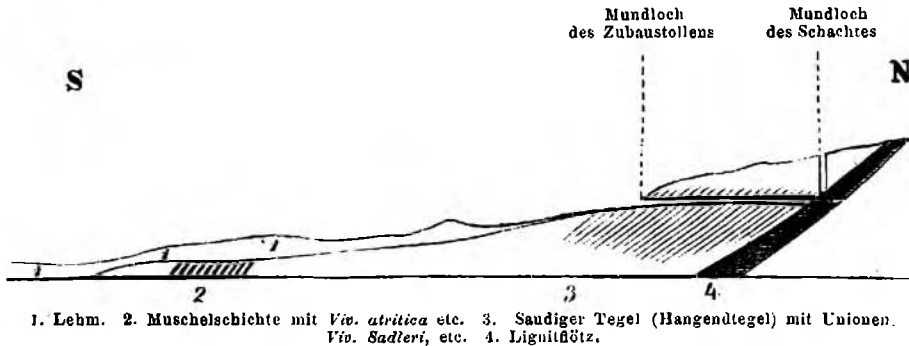 Mundloch des Zubaustollens
Mundloch des Schachtes
S
N
1
1
1
2
3
4
1. Lehm. 2. Muschelschichte mit Viv. atritica etc. 3. Sandiger Tegel (Hangendtegel) mit Unionen.
Viv. Sadleri, etc. 4. Lignitflötz.